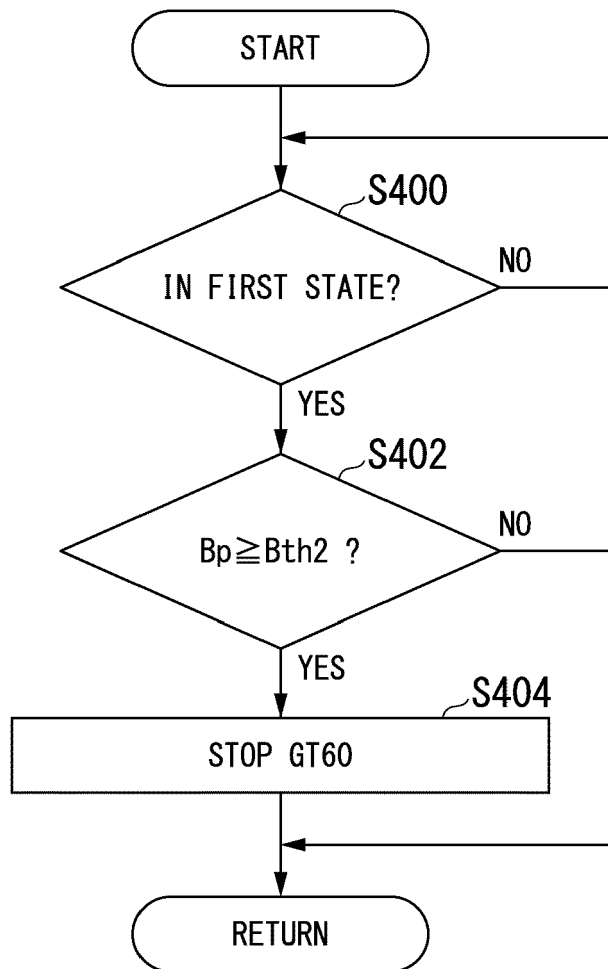 START
S400
IN FIRST STATE?
NO
YES
S402
Bp≧Bth2 ?
NO
YES
S404
STOP GT60
RETURN